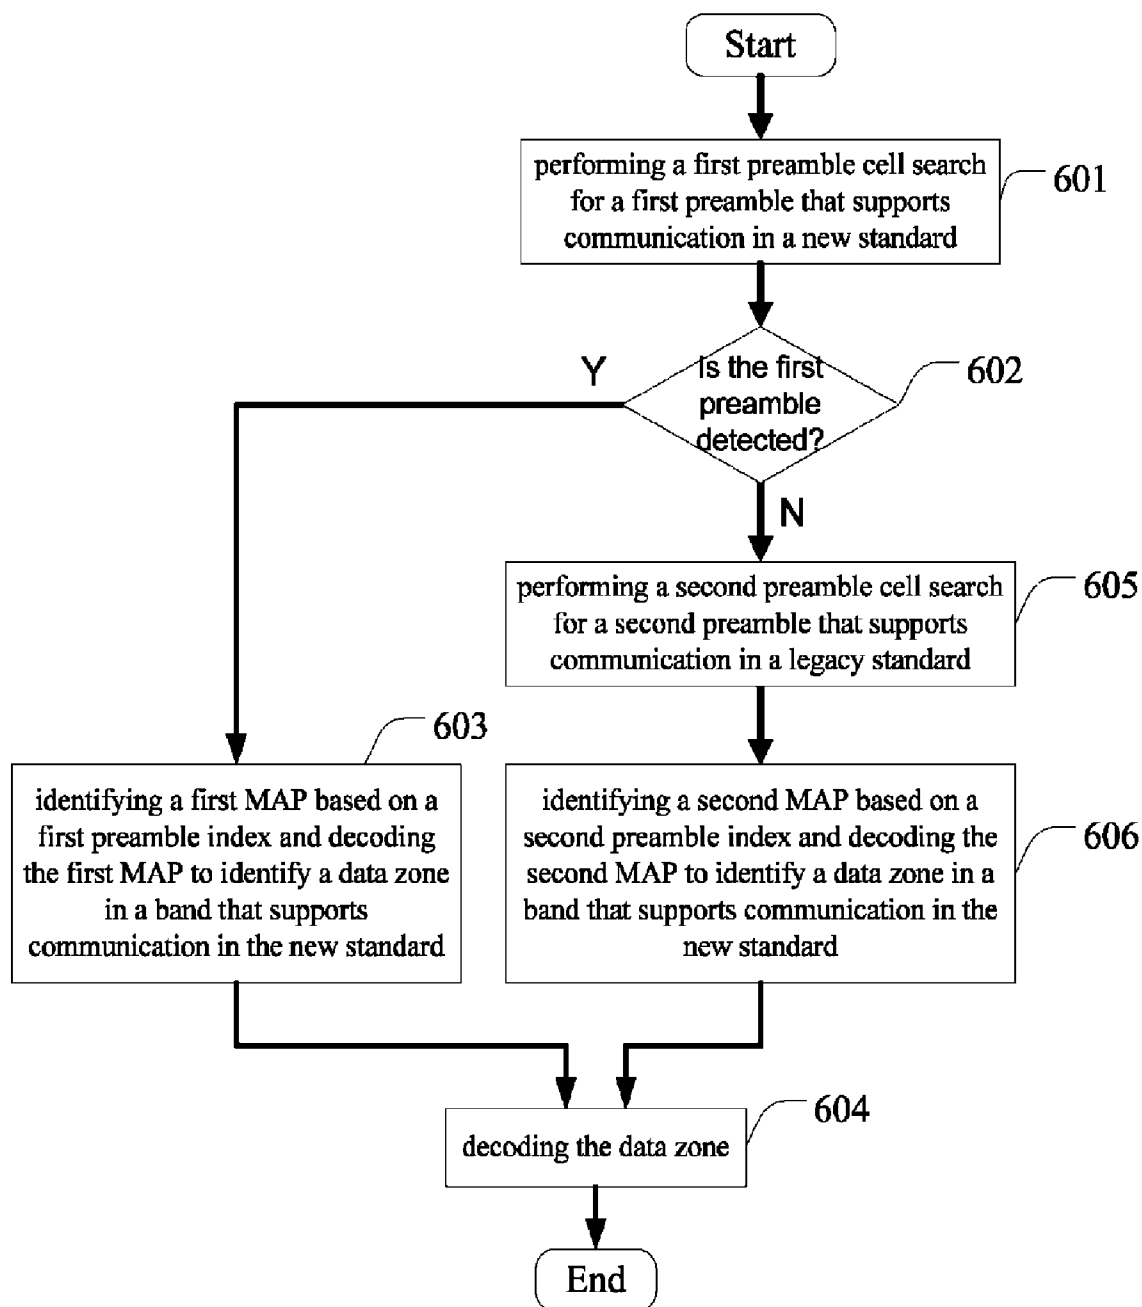 Start
performing a first preamble cell search
for a first preamble that supports
communication in a new standard
601
Is the first
preamble
detected?
602
Y
N
performing a second preamble cell search
for a second preamble that supports
communication in a legacy standard
605
603
identifying a first MAP based on a
first preamble index and decoding
the first MAP to identify a data zone
in a band that supports
communication in the new standard
identifying a second MAP based on a
second preamble index and decoding the
second MAP to identify a data zone in a
band that supports communication in the
new standard
606
decoding the data zone
604
End